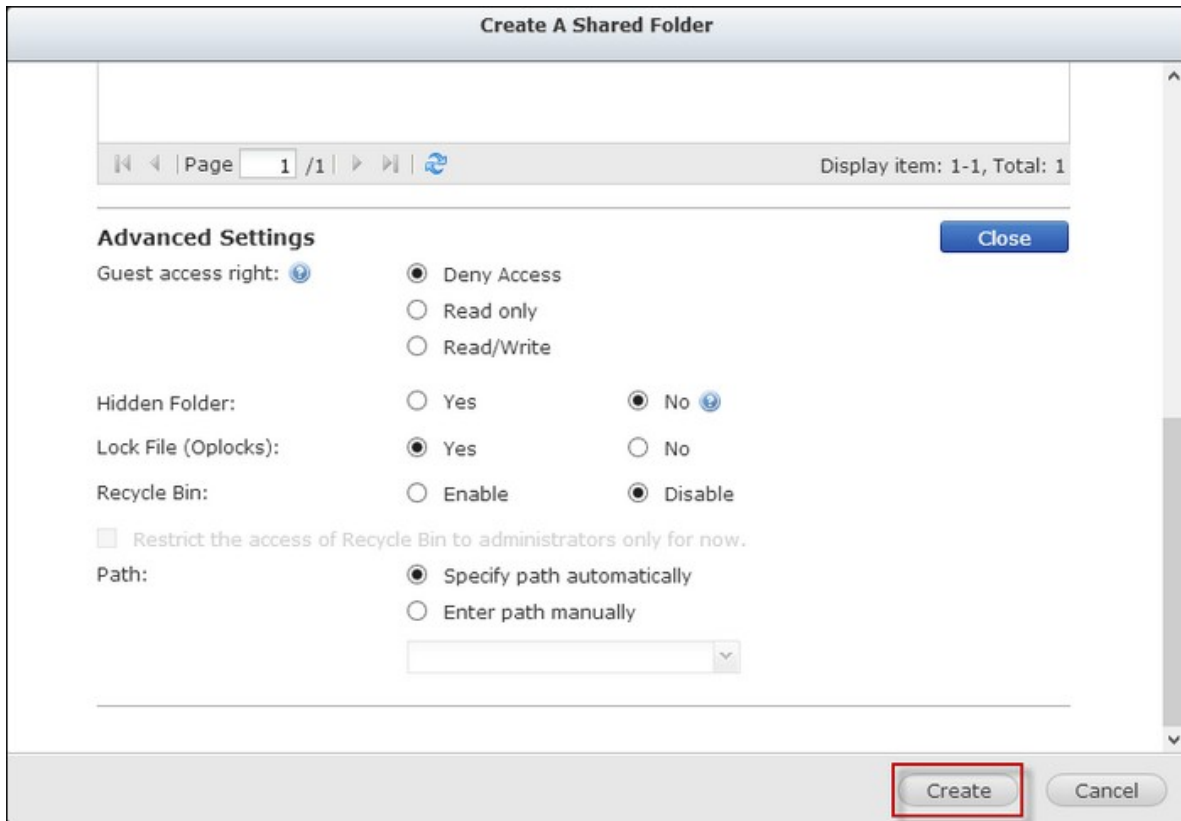 Create A Shared Folder
Page 1 /1 Display item: 1-1, Total: 1
Advanced Settings Close
Guest access right: Deny Access
Read only
Read/Write
Hidden Folder: Yes No
Lock File (Oplocks): Yes No
Recycle Bin: Enable Disable
Restrict the access of Recycle Bin to administrators only for now.
Path: Specify path automatically
Enter path manually
Create Cancel